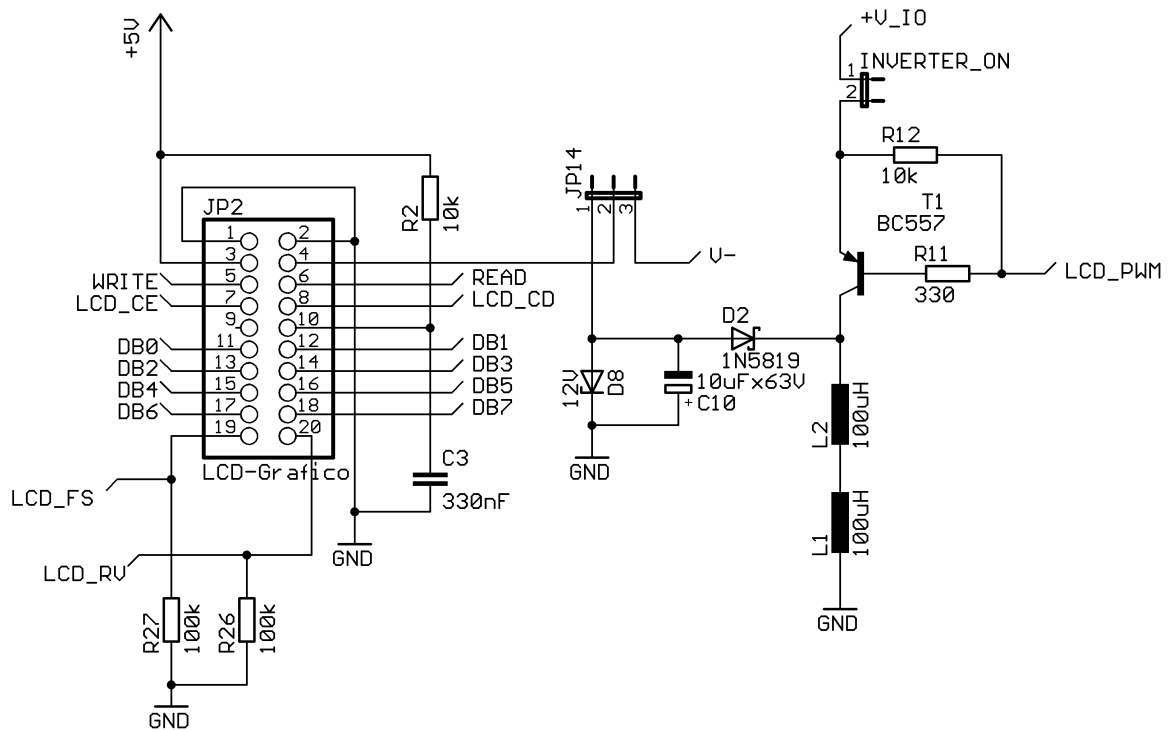 +5V
+V_IO
INVERTER_ON
1
2
R12
10k
T1
BC557
R11
330
LCD_PWM
JP14
1
2
3
V-
R2
10k
JP2
1 2
3 4
WRITE 5 6 READ
LCD_CE 7 8 LCD_CD
9 10
DB0 11 12 DB1
DB2 13 14 DB3
DB4 15 16 DB5
DB6 17 18 DB7
19 20
LCD-Grafico
D2
1N5819
12V
D8
10uFx63V
+
C10
GND
L2
100uH
L1
100uH
GND
C3
330nF
GND
LCD_FS
LCD_RV
R27
100k
R26
100k
GND